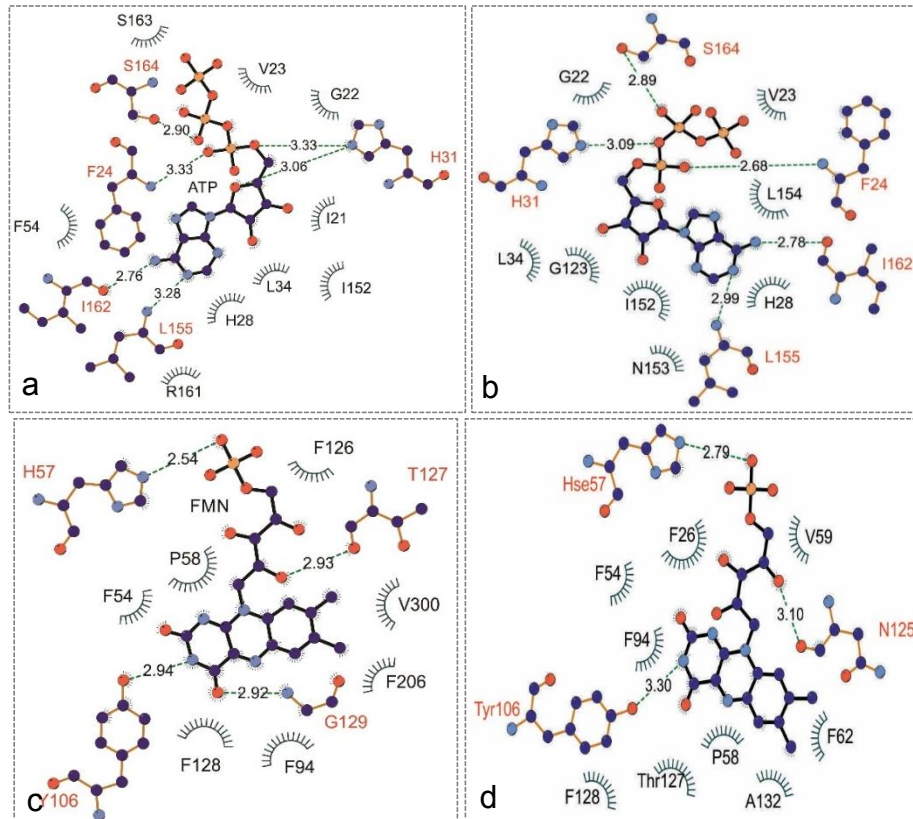 S163
S164
V23
G22
2.90
3.33
3.06
H31
F24
3.33
ATP
F54
I21
2.76
I162
3.28
L34
I152
H28
L155
R161
a
S164
G22
2.89
V23
3.09
2.68
H31
F24
L154
2.78
L34
G123
I162
I152
2.99
H28
N153
L155
b
H57
2.54
F126
T127
FMN
P58
2.93
F54
V300
2.94
2.92
F206
G129
F128
F94
Y106
c
Hse57
2.79
F26
V59
F54
3.10
N125
F94
3.30
Tyr106
F62
P58
Thr127
F128
A132
d